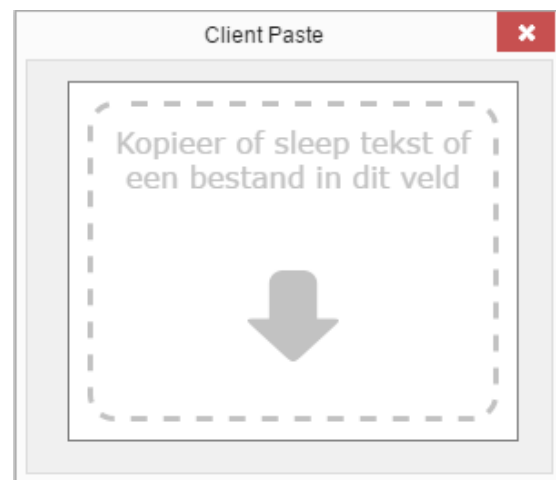 Client Paste
Kopieer of sleep tekst of
een bestand in dit veld